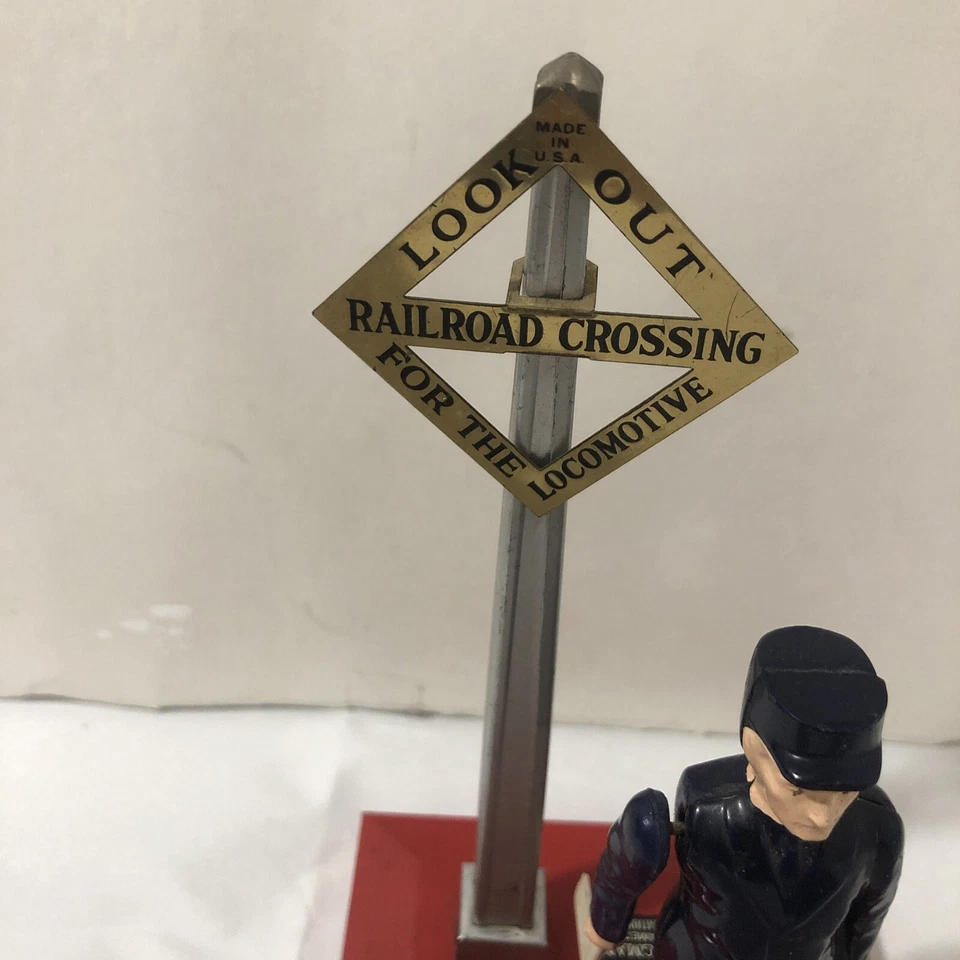 MADE
IN
U.S.A.
LOOK OUT
RAILROAD CROSSING
FOR THE LOCOMOTIVE